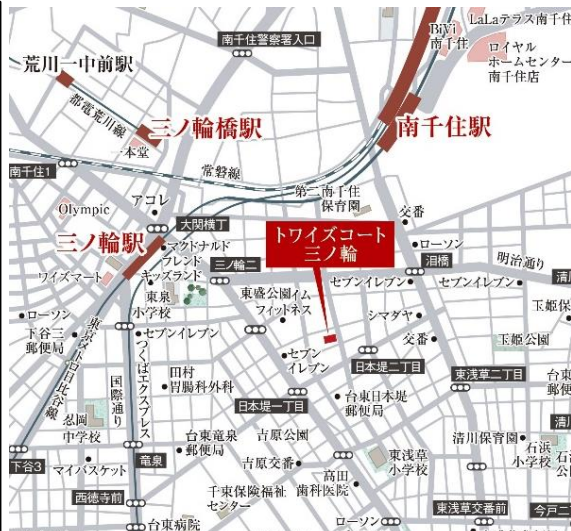 LaLaテラス南千住
BiVi
南千住
ロイヤル
ホームセンター
南千住店
南千住警察署入口
荒川一中前駅
都電荒川線
三ノ輪橋駅
一本堂
南千住駅
南千住1
常磐線
第二南千住
保育園
Olympic
アコレ
大関横丁
交番
トワイズコート
三ノ輪
ローソン
三ノ輪駅
マクドナルド
フレンド
キッズランド
三ノ輪二
明治通り
泪橋
ワイズマート
東泉
小学校
東盛公園
イム
フィットネス
セブンイレブン
セブンイレブン
ローソン
下谷三
郵便局
セブンイレブン
シマダヤ
玉姫保
東京メトロ日比谷線
つくばエクスプレス
国際通り
セブン
イレブン
交番
玉姫公園
田村
胃腸科外科
日本堤二丁目
東浅草二丁目
台東
郵便
日本堤一丁目
台東日本堤
郵便局
忍岡
中学校
台東竜泉
郵便局
吉原公園
清川保育園
清川
石浜
小学校
下谷3
マイバスケット
竜泉
吉原交番
東浅草
小学校
西徳寺前
千束保険福祉
センター
高田
歯科医院
台東病院
ローソン
東浅草交番前
今戸二